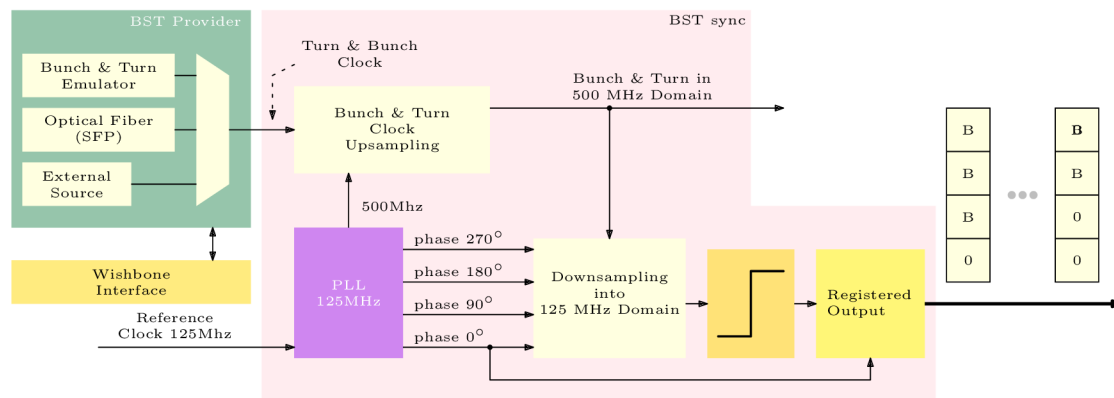 BST Provider
BST sync
Bunch & Turn
Emulator
Optical Fiber
(SFP)
External
Source
Turn & Bunch
Clock
Bunch & Turn
Clock
Upsampling
Bunch & Turn in
500 MHz Domain
500Mhz
Wishbone
Interface
Reference
Clock 125Mhz
PLL
125MHz
phase 270°
phase 180°
phase 90°
phase 0°
Downsampling
into
125 MHz Domain
Registered
Output
B
B
B
0
B
B
0
0